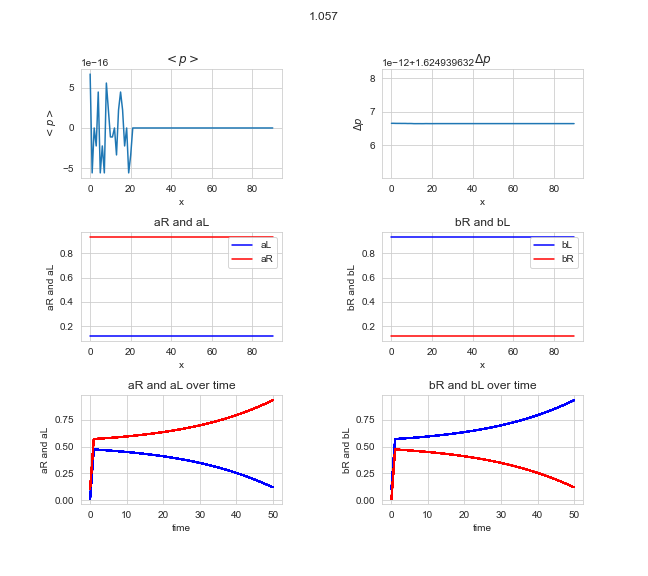 1.057
< p >
Δp
1e−16
1e−12+1.624939632
5
0
−5
< p >
0 20 40 60 80
x
8
7
6
Δp
0 20 40 60 80
x
aR and aL
bR and bL
0.8
0.6
0.4
0.2
aR and aL
aL
aR
0 20 40 60 80
x
0.8
0.6
0.4
0.2
bR and bL
bL
bR
0 20 40 60 80
x
aR and aL over time
bR and bL over time
0.75
0.50
0.25
0.00
aR and aL
0 10 20 30 40 50
time
0.75
0.50
0.25
0.00
bR and bL
0 10 20 30 40 50
time